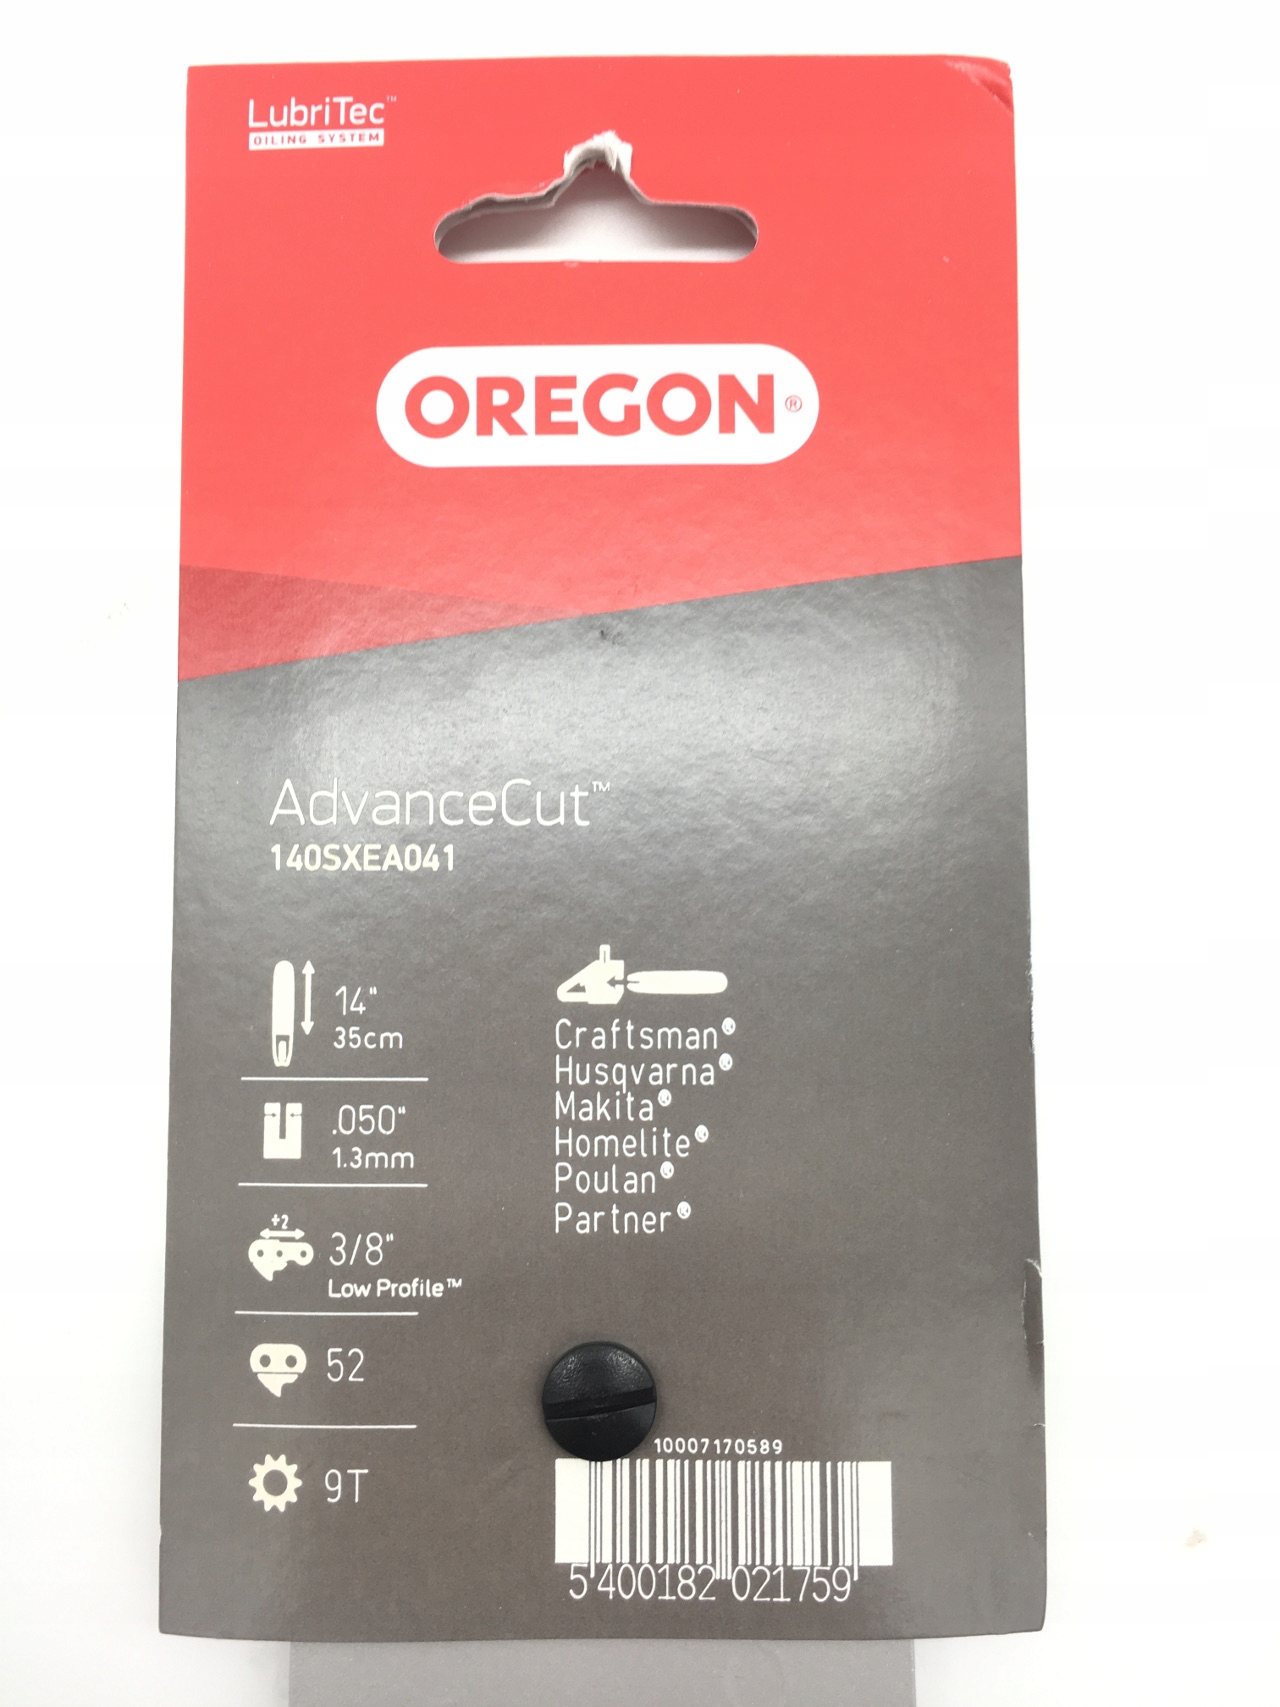 LubriTec™
OILING SYSTEM
OREGON®
AdvanceCut™
140SXEA041
14"
35cm
.050"
1.3mm
+2
3/8"
Low Profile™
52
9T
Craftsman®
Husqvarna®
Makita®
Homelite®
Poulan®
Partner®
10007170589
5 400182 021759